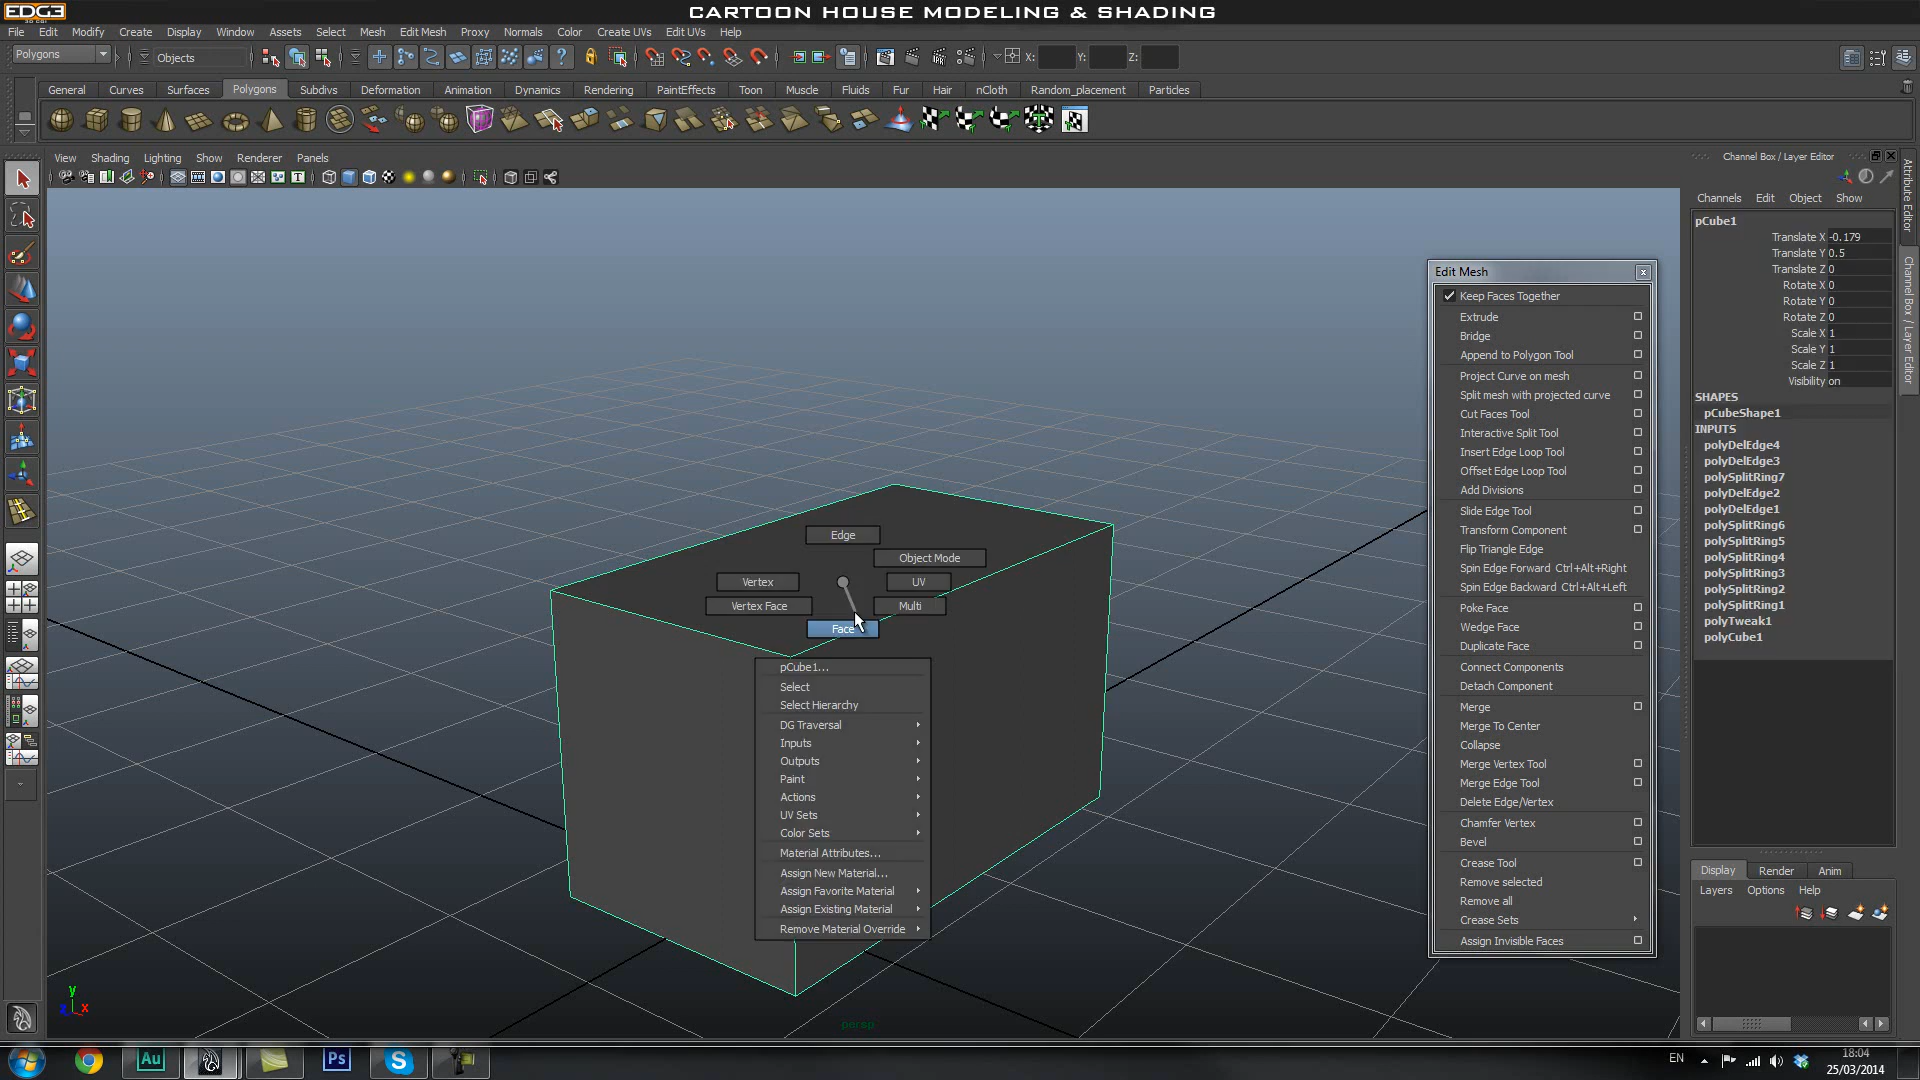 EDG3
3D CGI
CARTOON HOUSE MODELING & SHADING
File Edit Modify Create Display Window Assets Select Mesh Edit Mesh Proxy Normals Color Create UVs Edit UVs Help
Polygons Objects X: Y: Z:
General Curves Surfaces Polygons Subdivs Deformation Animation Dynamics Rendering PaintEffects Toon Muscle Fluids Fur Hair nCloth Random_placement Particles
View Shading Lighting Show Renderer Panels
Channel Box / Layer Editor
Channels Edit Object Show
pCube1
Translate X -0.179
Translate Y 0.5
Translate Z 0
Rotate X 0
Rotate Y 0
Rotate Z 0
Scale X 1
Scale Y 1
Scale Z 1
Visibility on
SHAPES
pCubeShape1
INPUTS
polyDelEdge4
polyDelEdge3
polySplitRing7
polyDelEdge2
polyDelEdge1
polySplitRing6
polySplitRing5
polySplitRing4
polySplitRing3
polySplitRing2
polySplitRing1
polyTweak1
polyCube1
Attribute Editor
Channel Box / Layer Editor
Edit Mesh
Keep Faces Together
Extrude
Bridge
Append to Polygon Tool
Project Curve on mesh
Split mesh with projected curve
Cut Faces Tool
Interactive Split Tool
Insert Edge Loop Tool
Offset Edge Loop Tool
Add Divisions
Slide Edge Tool
Transform Component
Flip Triangle Edge
Spin Edge Forward Ctrl+Alt+Right
Spin Edge Backward Ctrl+Alt+Left
Poke Face
Wedge Face
Duplicate Face
Connect Components
Detach Component
Merge
Merge To Center
Collapse
Merge Vertex Tool
Merge Edge Tool
Delete Edge/Vertex
Chamfer Vertex
Bevel
Crease Tool
Remove selected
Remove all
Crease Sets
Assign Invisible Faces
Edge
Object Mode
Vertex UV
Vertex Face Multi
Face
pCube1...
Select
Select Hierarchy
DG Traversal
Inputs
Outputs
Paint
Actions
UV Sets
Color Sets
Material Attributes...
Assign New Material...
Assign Favorite Material
Assign Existing Material
Remove Material Override
Display Render Anim
Layers Options Help
y
z x
persp
Au Ps S
EN 18:04
25/03/2014